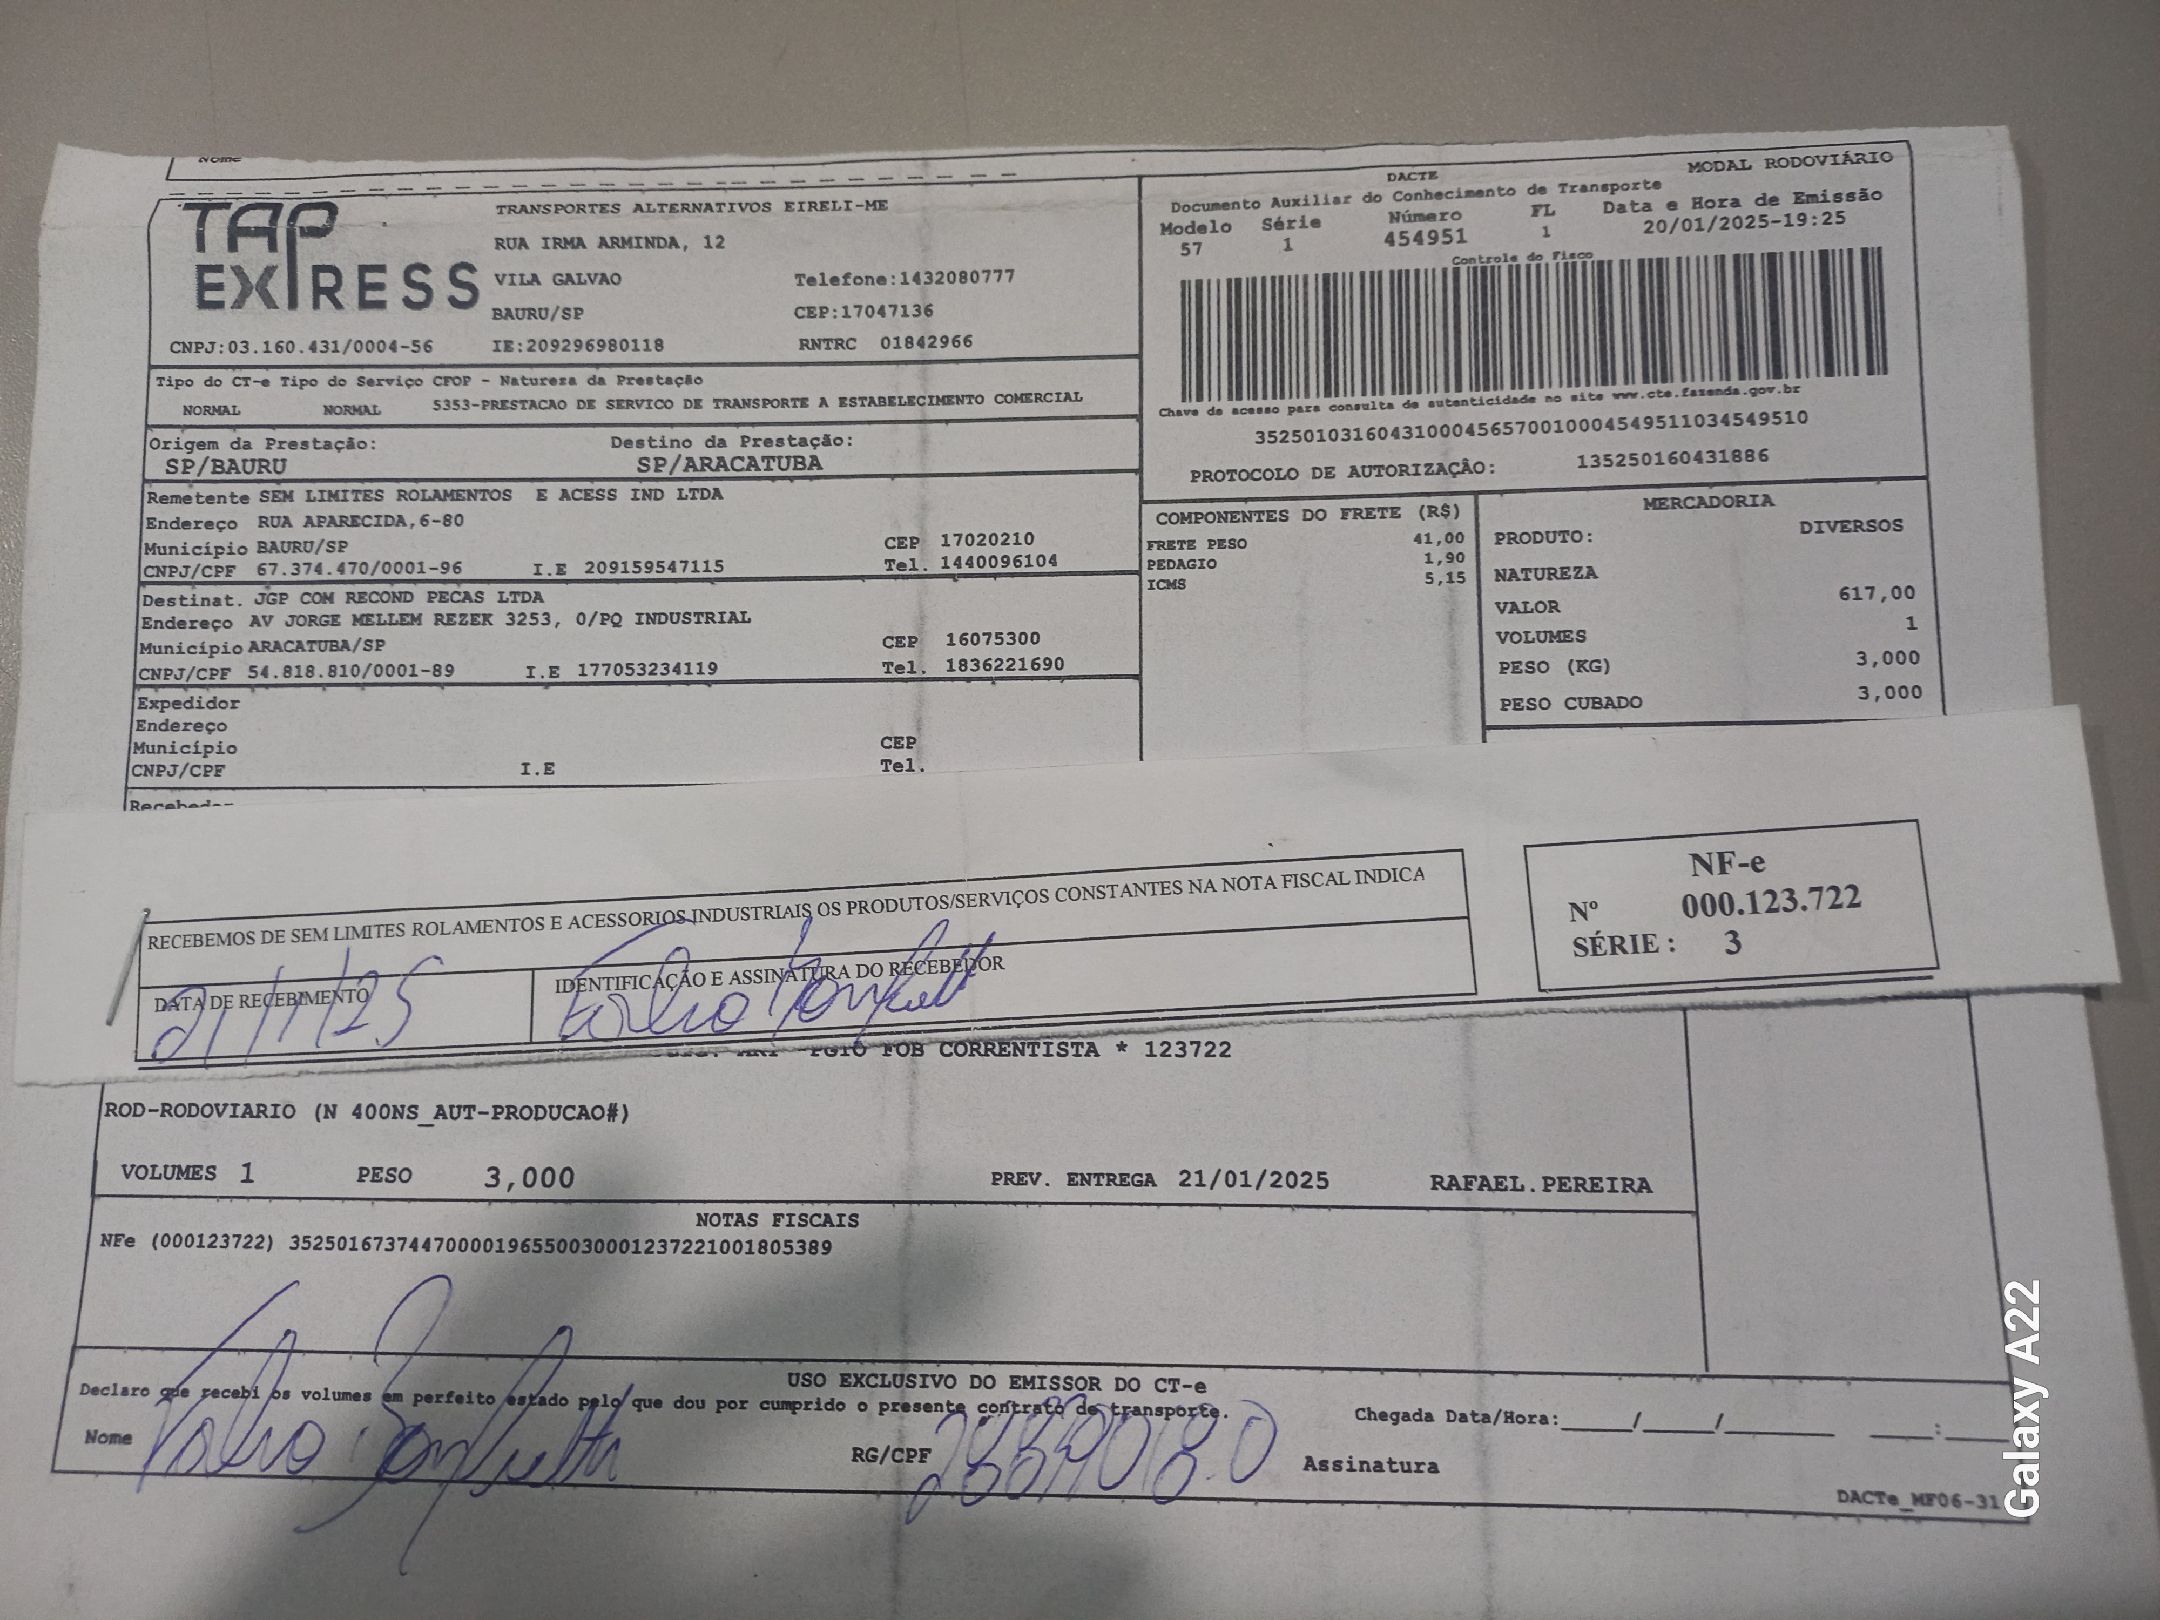 Nome
TAP EXPRESS
TRANSPORTES ALTERNATIVOS EIRELI-ME
RUA IRMA ARMINDA, 12
VILA GALVAO Telefone:1432080777
BAURU/SP CEP:17047136
CNPJ:03.160.431/0004-56 IE:209296980118 RNTRC 01842966
DACTE MODAL RODOVIÁRIO
Documento Auxiliar do Conhecimento de Transporte
Modelo Série Número FL Data e Hora de Emissão
57 1 454951 1 20/01/2025-19:25
Controle do Fisco
Chave de acesso para consulta de autenticidade no site www.cte.fazenda.gov.br
35250103160431000456570010004549511034549510
PROTOCOLO DE AUTORIZAÇÃO: 135250160431886
Tipo do CT-e Tipo do Serviço CFOP - Natureza da Prestação
NORMAL NORMAL 5353-PRESTACAO DE SERVICO DE TRANSPORTE A ESTABELECIMENTO COMERCIAL
Origem da Prestação: Destino da Prestação:
SP/BAURU SP/ARACATUBA
Remetente SEM LIMITES ROLAMENTOS E ACESS IND LTDA
Endereço RUA APARECIDA,6-80
Município BAURU/SP CEP 17020210
CNPJ/CPF 67.374.470/0001-96 I.E 209159547115 Tel. 1440096104
Destinat. JGP COM RECOND PECAS LTDA
Endereço AV JORGE MELLEM REZEK 3253, 0/PQ INDUSTRIAL
Município ARACATUBA/SP CEP 16075300
CNPJ/CPF 54.818.810/0001-89 I.E 177053234119 Tel. 1836221690
Expedidor
Endereço
Município CEP
CNPJ/CPF I.E Tel.
Recebedor
COMPONENTES DO FRETE (R$)
FRETE PESO 41,00
PEDAGIO 1,90
ICMS 5,15
MERCADORIA
PRODUTO: DIVERSOS
NATUREZA
VALOR 617,00
VOLUMES 1
PESO (KG) 3,000
PESO CUBADO 3,000
RECEBEMOS DE SEM LIMITES ROLAMENTOS E ACESSORIOS INDUSTRIAIS OS PRODUTOS/SERVIÇOS CONSTANTES NA NOTA FISCAL INDICA
DATA DE RECEBIMENTO IDENTIFICAÇÃO E ASSINATURA DO RECEBEDOR
21/1/25
NF-e
Nº 000.123.722
SÉRIE : 3
PGTO FOB CORRENTISTA * 123722
ROD-RODOVIARIO (N 400NS_AUT-PRODUCAO#)
VOLUMES 1 PESO 3,000 PREV. ENTREGA 21/01/2025 RAFAEL.PEREIRA
NOTAS FISCAIS
NFe (000123722) 35250167374470000196550030001237221001805389
USO EXCLUSIVO DO EMISSOR DO CT-e
Declaro que recebi os volumes em perfeito estado pelo que dou por cumprido o presente contrato de transporte.
Chegada Data/Hora:____/____/______ ____:____
Nome RG/CPF Assinatura
DACTe_MF06-31
Galaxy A22